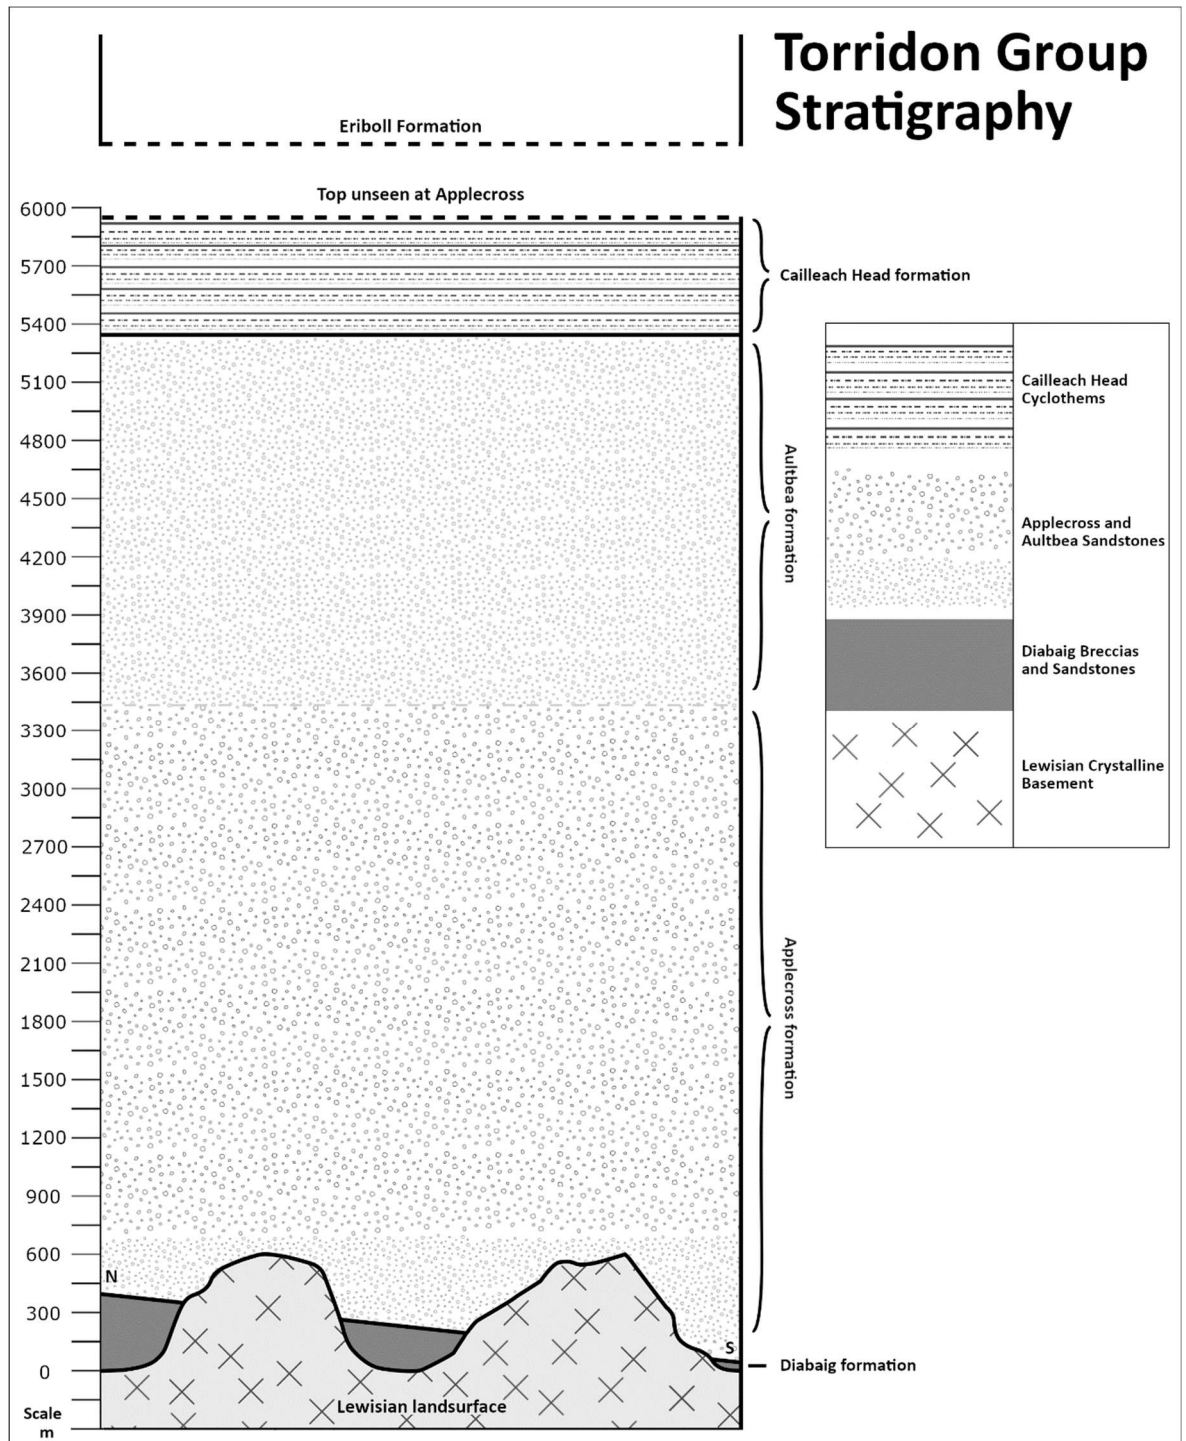 Torridon Group
Stratigraphy
Eriboll Formation
Top unseen at Applecross
6000
5700
5400
5100
4800
4500
4200
3900
3600
3300
3000
2700
2400
2100
1800
1500
1200
900
600
300
0
Scale
m
N
S
Lewisian landsurface
Cailleach Head formation
Aultbea formation
Applecross formation
Diabaig formation
Cailleach Head
Cyclothems
Applecross and
Aultbea Sandstones
Diabaig Breccias
and Sandstones
Lewisian Crystalline
Basement